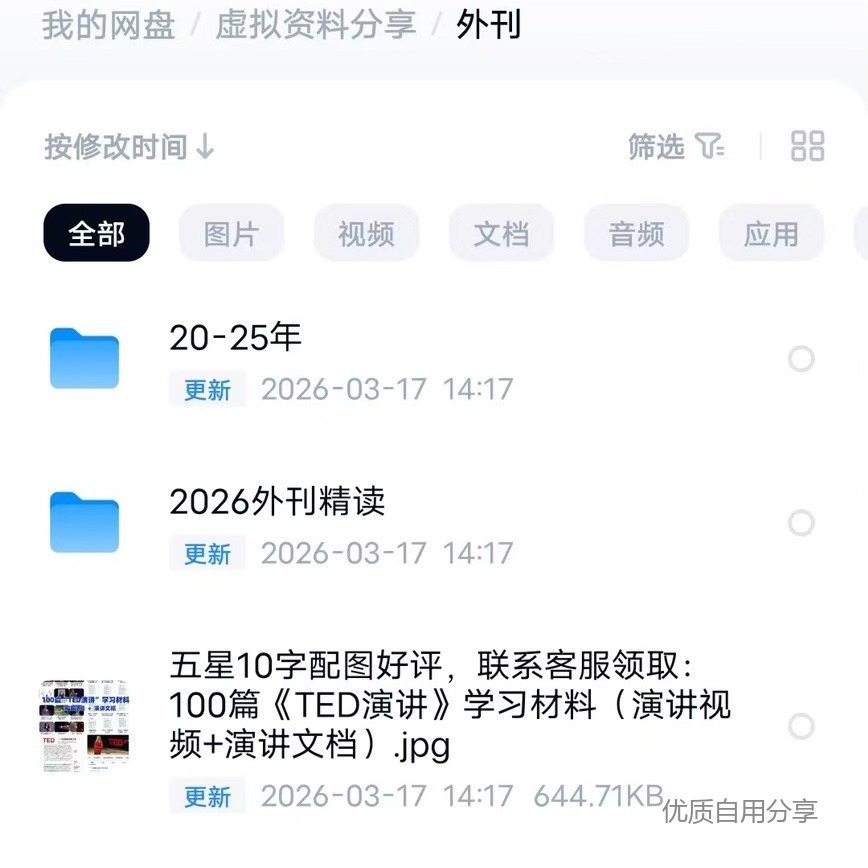 我的网盘 / 虚拟资料分享 / 外刊
按修改时间↓ 筛选
全部 图片 视频 文档 音频 应用
20-25年
更新 2026-03-17 14:17
2026外刊精读
更新 2026-03-17 14:17
五星10字配图好评，联系客服领取：
100篇《TED演讲》学习材料（演讲视
频+演讲文档）.jpg
更新 2026-03-17 14:17 644.71KB
优质自用分享